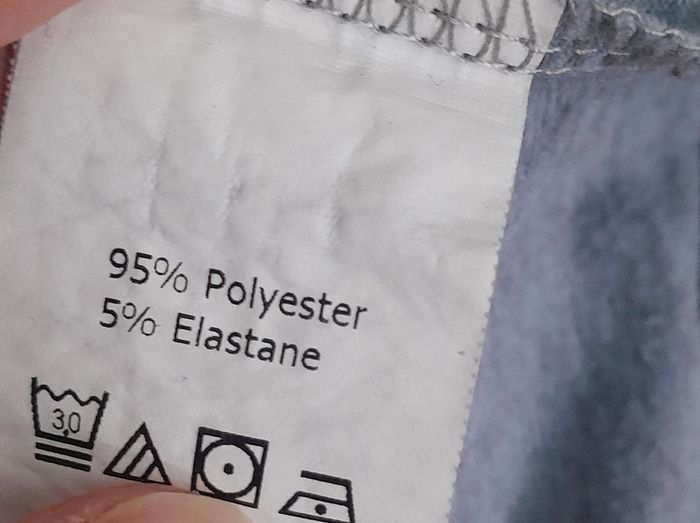 95% Polyester
5% Elastane
30